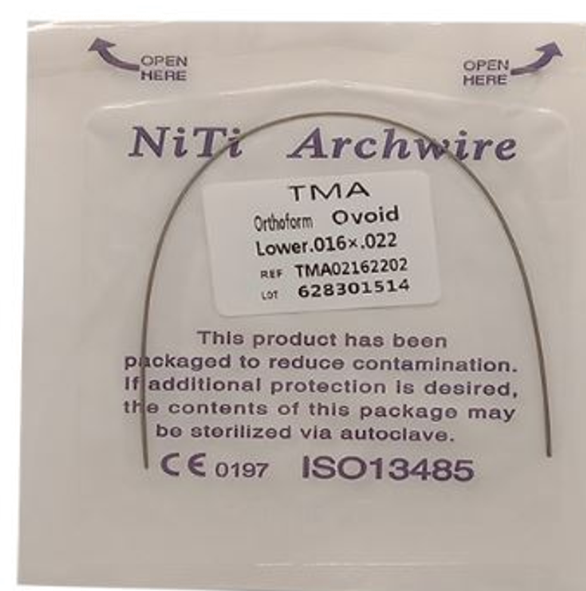 OPEN
HERE
OPEN
HERE
NiTi Archwire
TMA
Orthoform Ovoid
Lower.016×.022
REF TMA02162202
LOT 628301514
This product has been
packaged to reduce contamination.
If additional protection is desired,
the contents of this package may
be sterilized via autoclave.
CE 0197 ISO13485